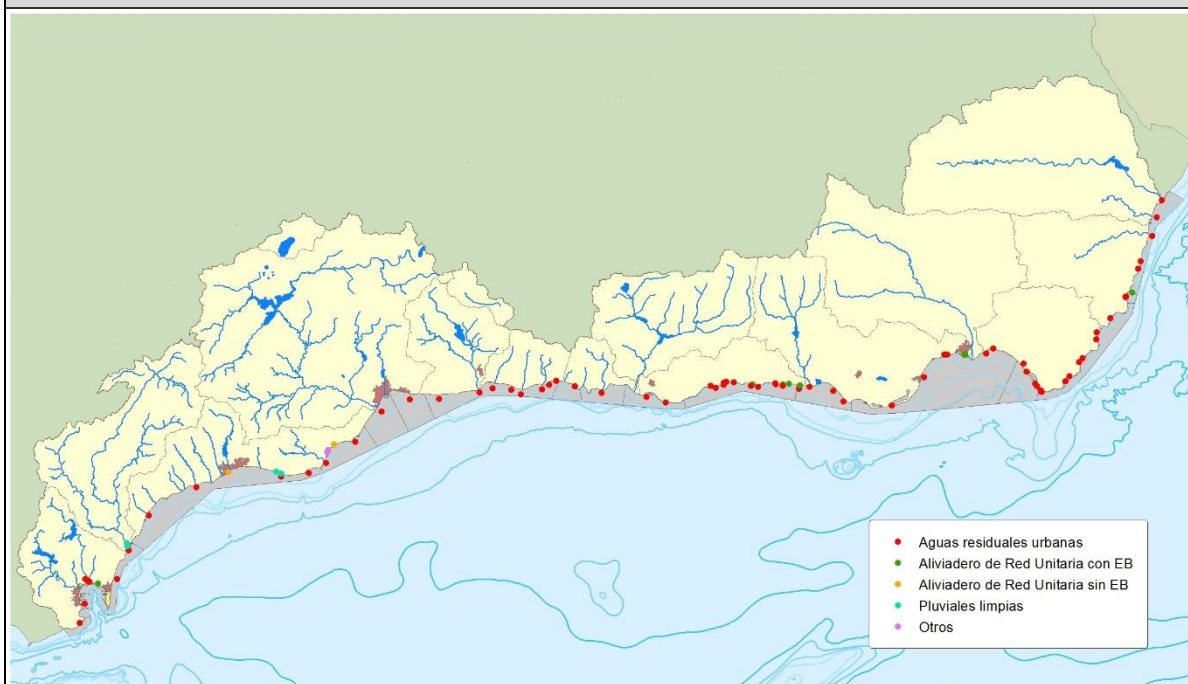 Aguas residuales urbanas
Aliviadero de Red Unitaria con EB
Aliviadero de Red Unitaria sin EB
Pluviales limpias
Otros